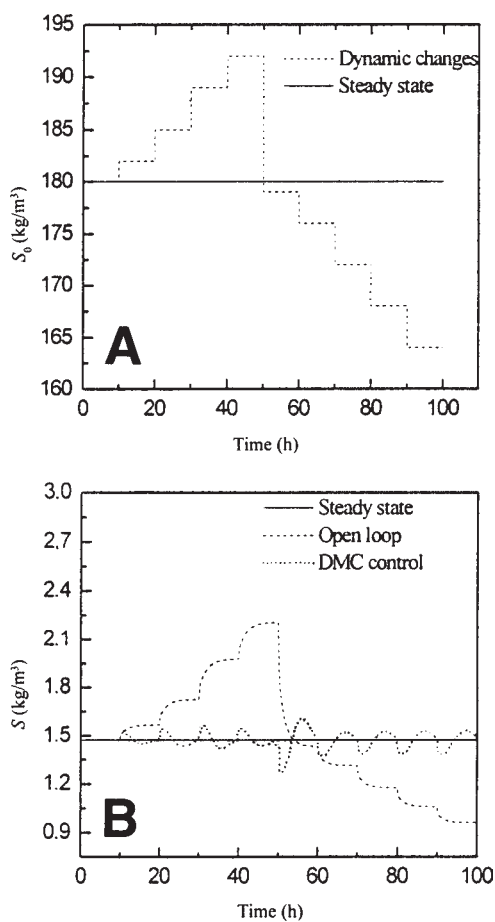 195
190
185
180
175
170
165
160
S₀ (kg/m³)
Dynamic changes
Steady state
A
0 20 40 60 80 100
Time (h)
3.0
2.7
2.4
2.1
1.8
1.5
1.2
0.9
S (kg/m³)
Steady state
Open loop
DMC control
B
0 20 40 60 80 100
Time (h)